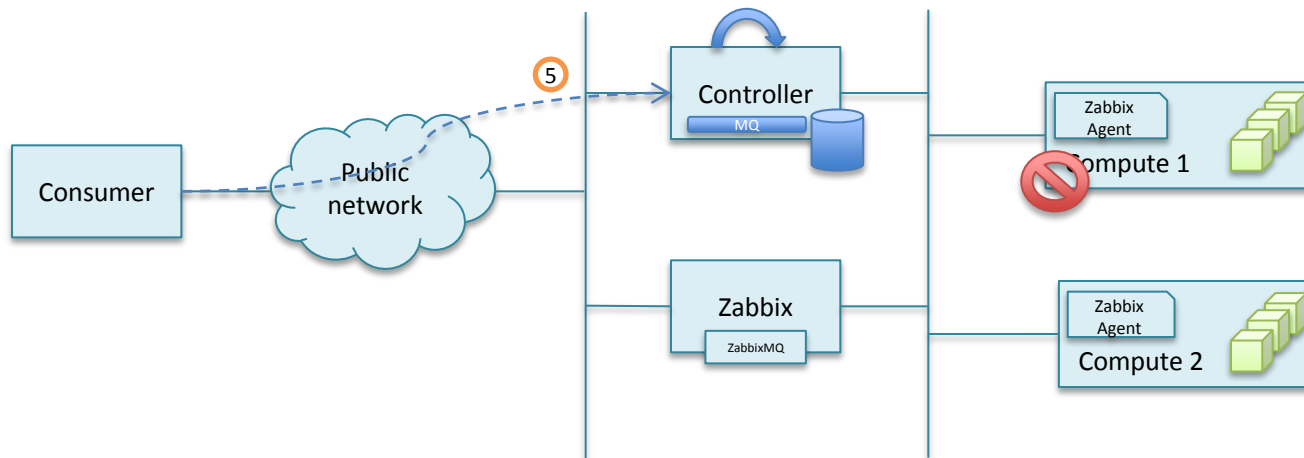 5
Controller
MQ
Consumer
Public
network
Zabbix
Agent
Compute 1
Zabbix
ZabbixMQ
Zabbix
Agent
Compute 2